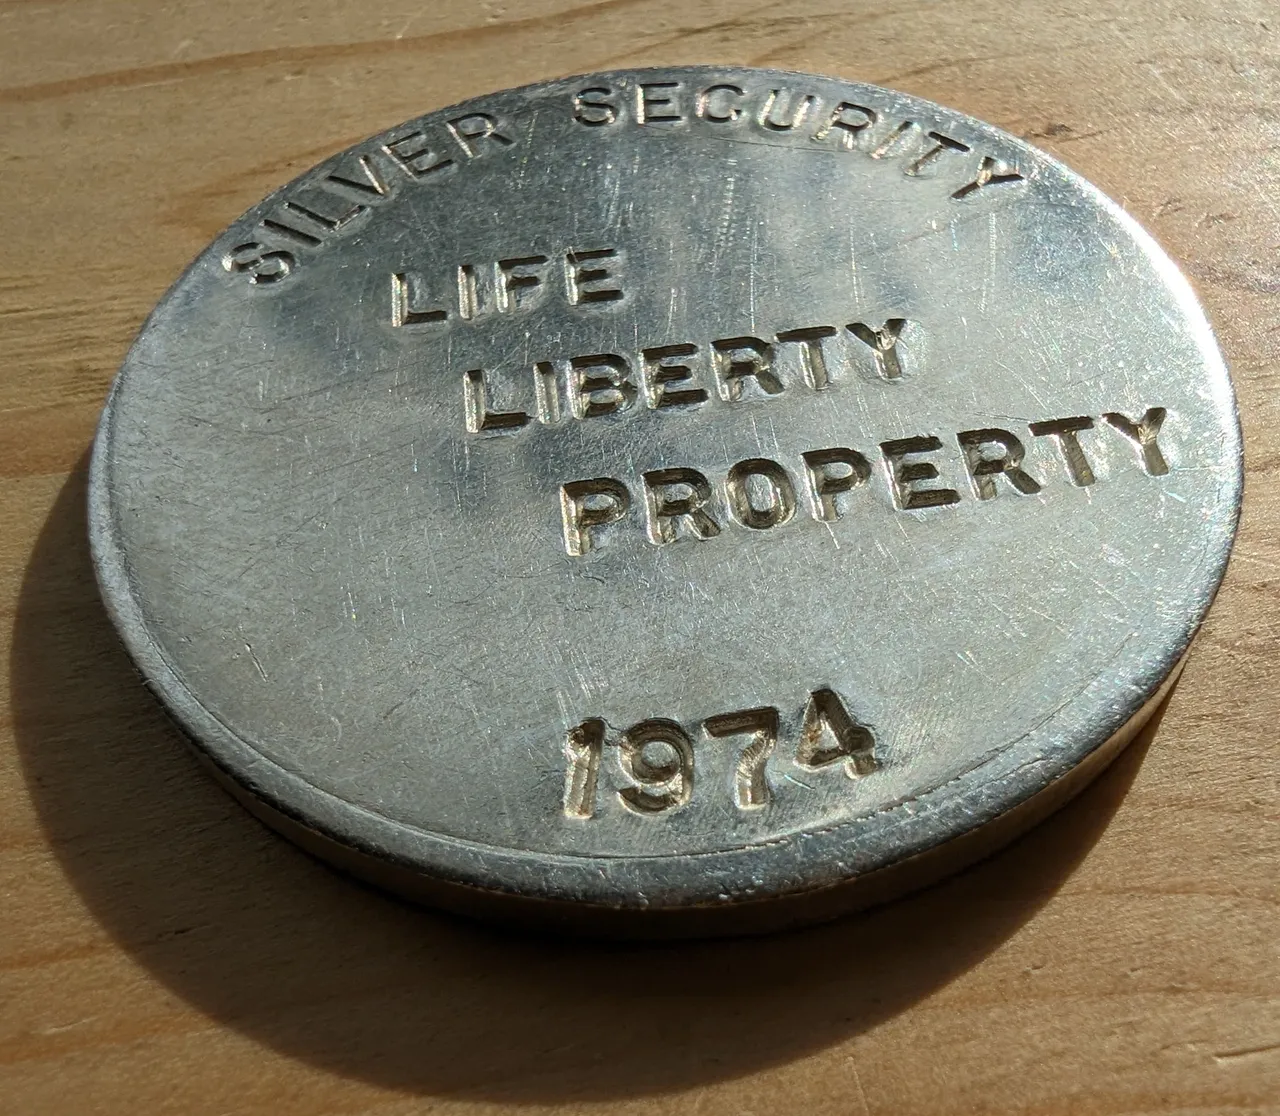 SILVER SECURITY
LIFE
LIBERTY
PROPERTY
1974